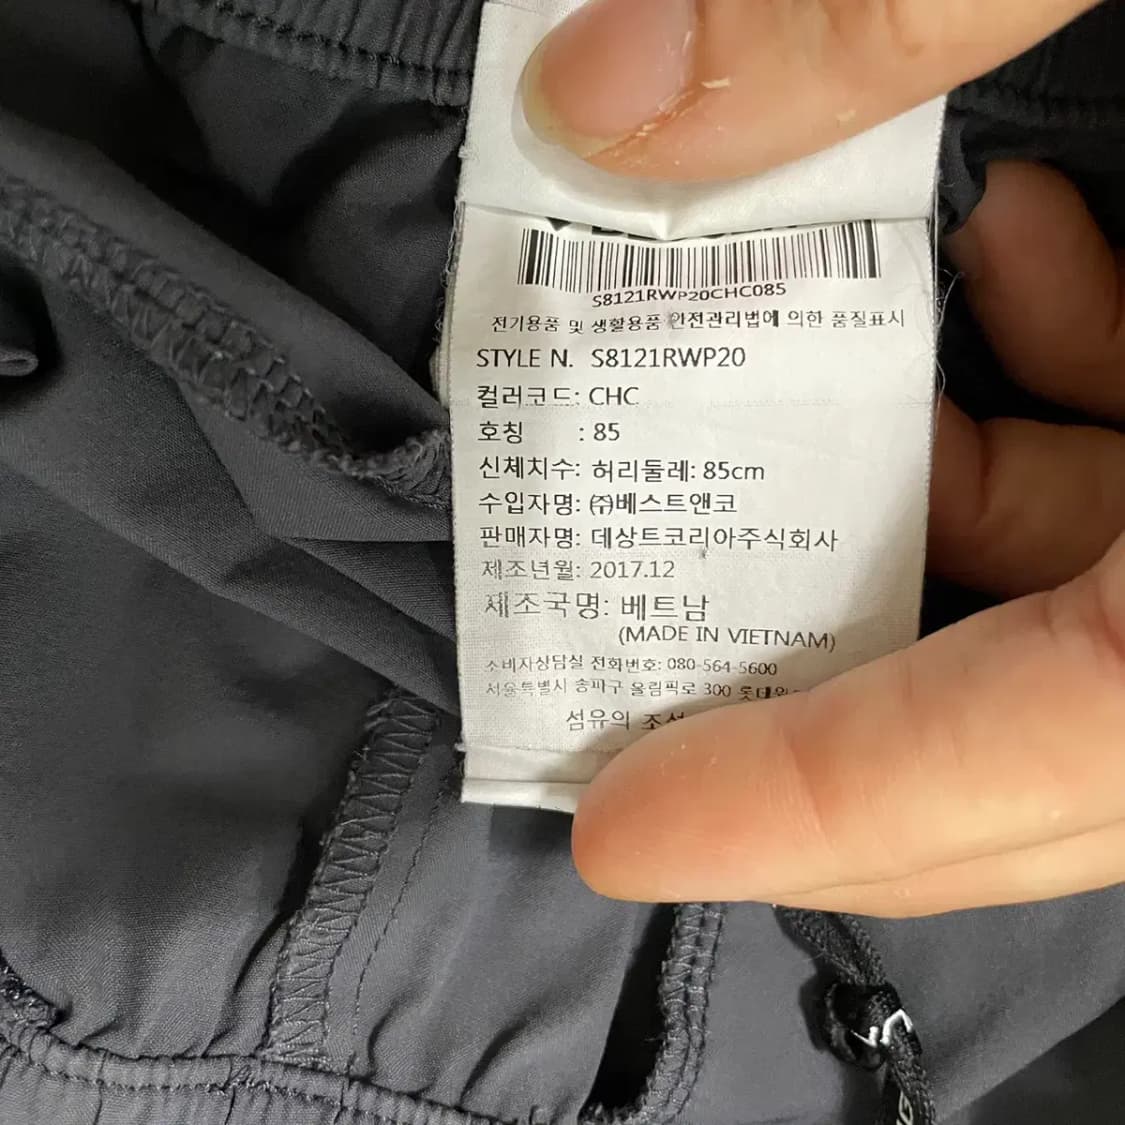 S8121RWP20CHC085
전기용품 및 생활용품 안전관리법에 의한 품질표시
STYLE N. S8121RWP20
컬러코드: CHC
호칭 : 85
신체치수: 허리둘레: 85cm
수입자명: ㈜베스트앤코
판매자명: 데상트코리아주식회사
제조년월: 2017.12
제조국명: 베트남
(MADE IN VIETNAM)
소비자상담실 전화번호: 080-564-5600
서울특별시 송파구 올림픽로 300
섬유의